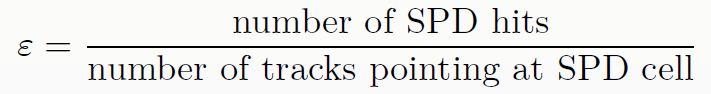 ε = number of SPD hits
number of tracks pointing at SPD cell